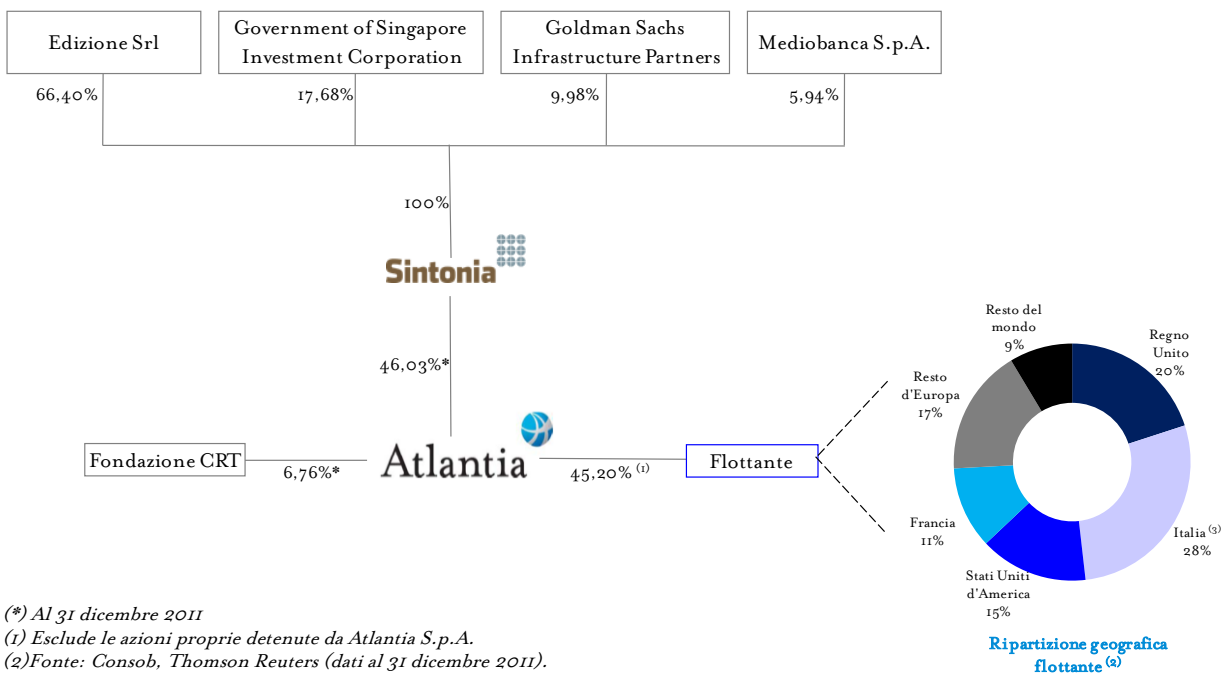 Edizione Srl
Government of Singapore
Investment Corporation
Goldman Sachs
Infrastructure Partners
Mediobanca S.p.A.
66,40%
17,68%
9,98%
5,94%
100%
Sintonia
46,03%*
Fondazione CRT
6,76%*
Atlantia
45,20% (1)
Flottante
Resto del
mondo
9%
Regno
Unito
20%
Resto
d'Europa
17%
Francia
11%
Italia (3)
28%
Stati Uniti
d'America
15%
Ripartizione geografica
flottante (2)
(*) Al 31 dicembre 2011
(1) Esclude le azioni proprie detenute da Atlantia S.p.A.
(2)Fonte: Consob, Thomson Reuters (dati al 31 dicembre 2011).